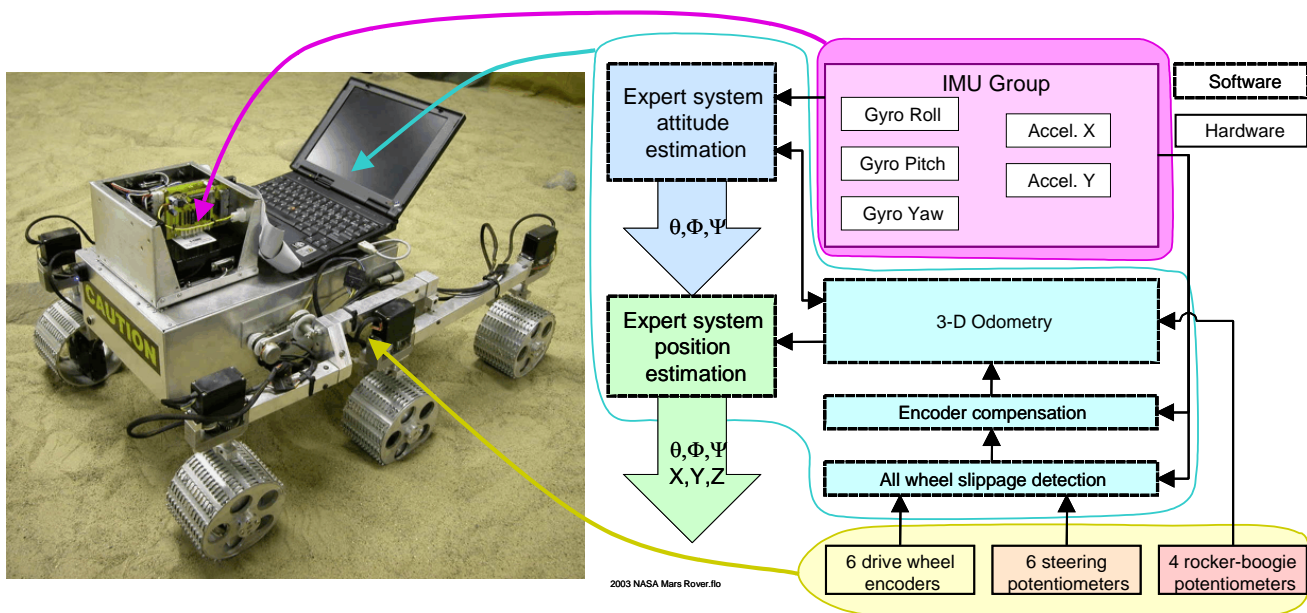 CAUTION
Expert system
attitude
estimation
θ,Φ,Ψ
Expert system
position
estimation
θ,Φ,Ψ
X,Y,Z
IMU Group
Gyro Roll
Gyro Pitch
Gyro Yaw
Accel. X
Accel. Y
Software
Hardware
3-D Odometry
Encoder compensation
All wheel slippage detection
6 drive wheel
encoders
6 steering
potentiometers
4 rocker-boogie
potentiometers
2003 NASA Mars Rover.flo